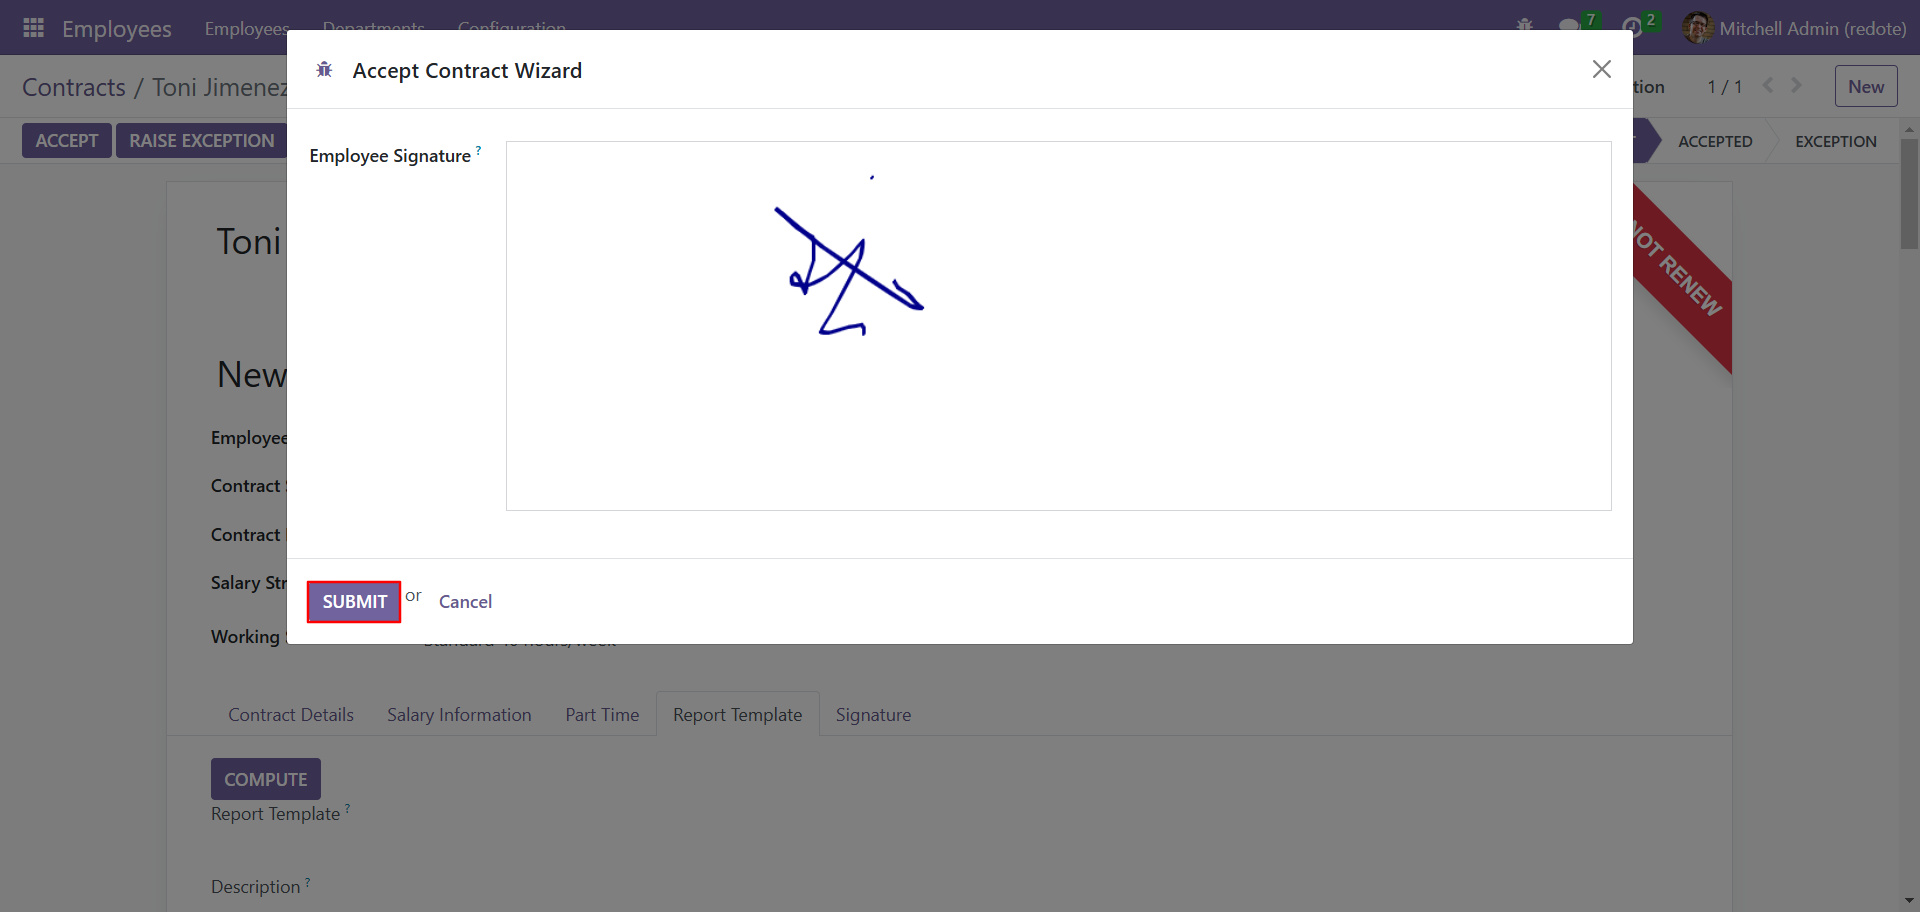 Employees Employees Departments Configuration 7 2 Mitchell Admin (redote)
Accept Contract Wizard
Contracts / Toni Jimenez tion 1 / 1 New
ACCEPT RAISE EXCEPTION ACCEPTED EXCEPTION
Employee Signature ?
Toni
NOT RENEW
New
Employee
Contract
Contract
Salary Str
SUBMIT or Cancel
Working
Standard 40 hours/week
Contract Details Salary Information Part Time Report Template Signature
COMPUTE
Report Template ?
Description ?